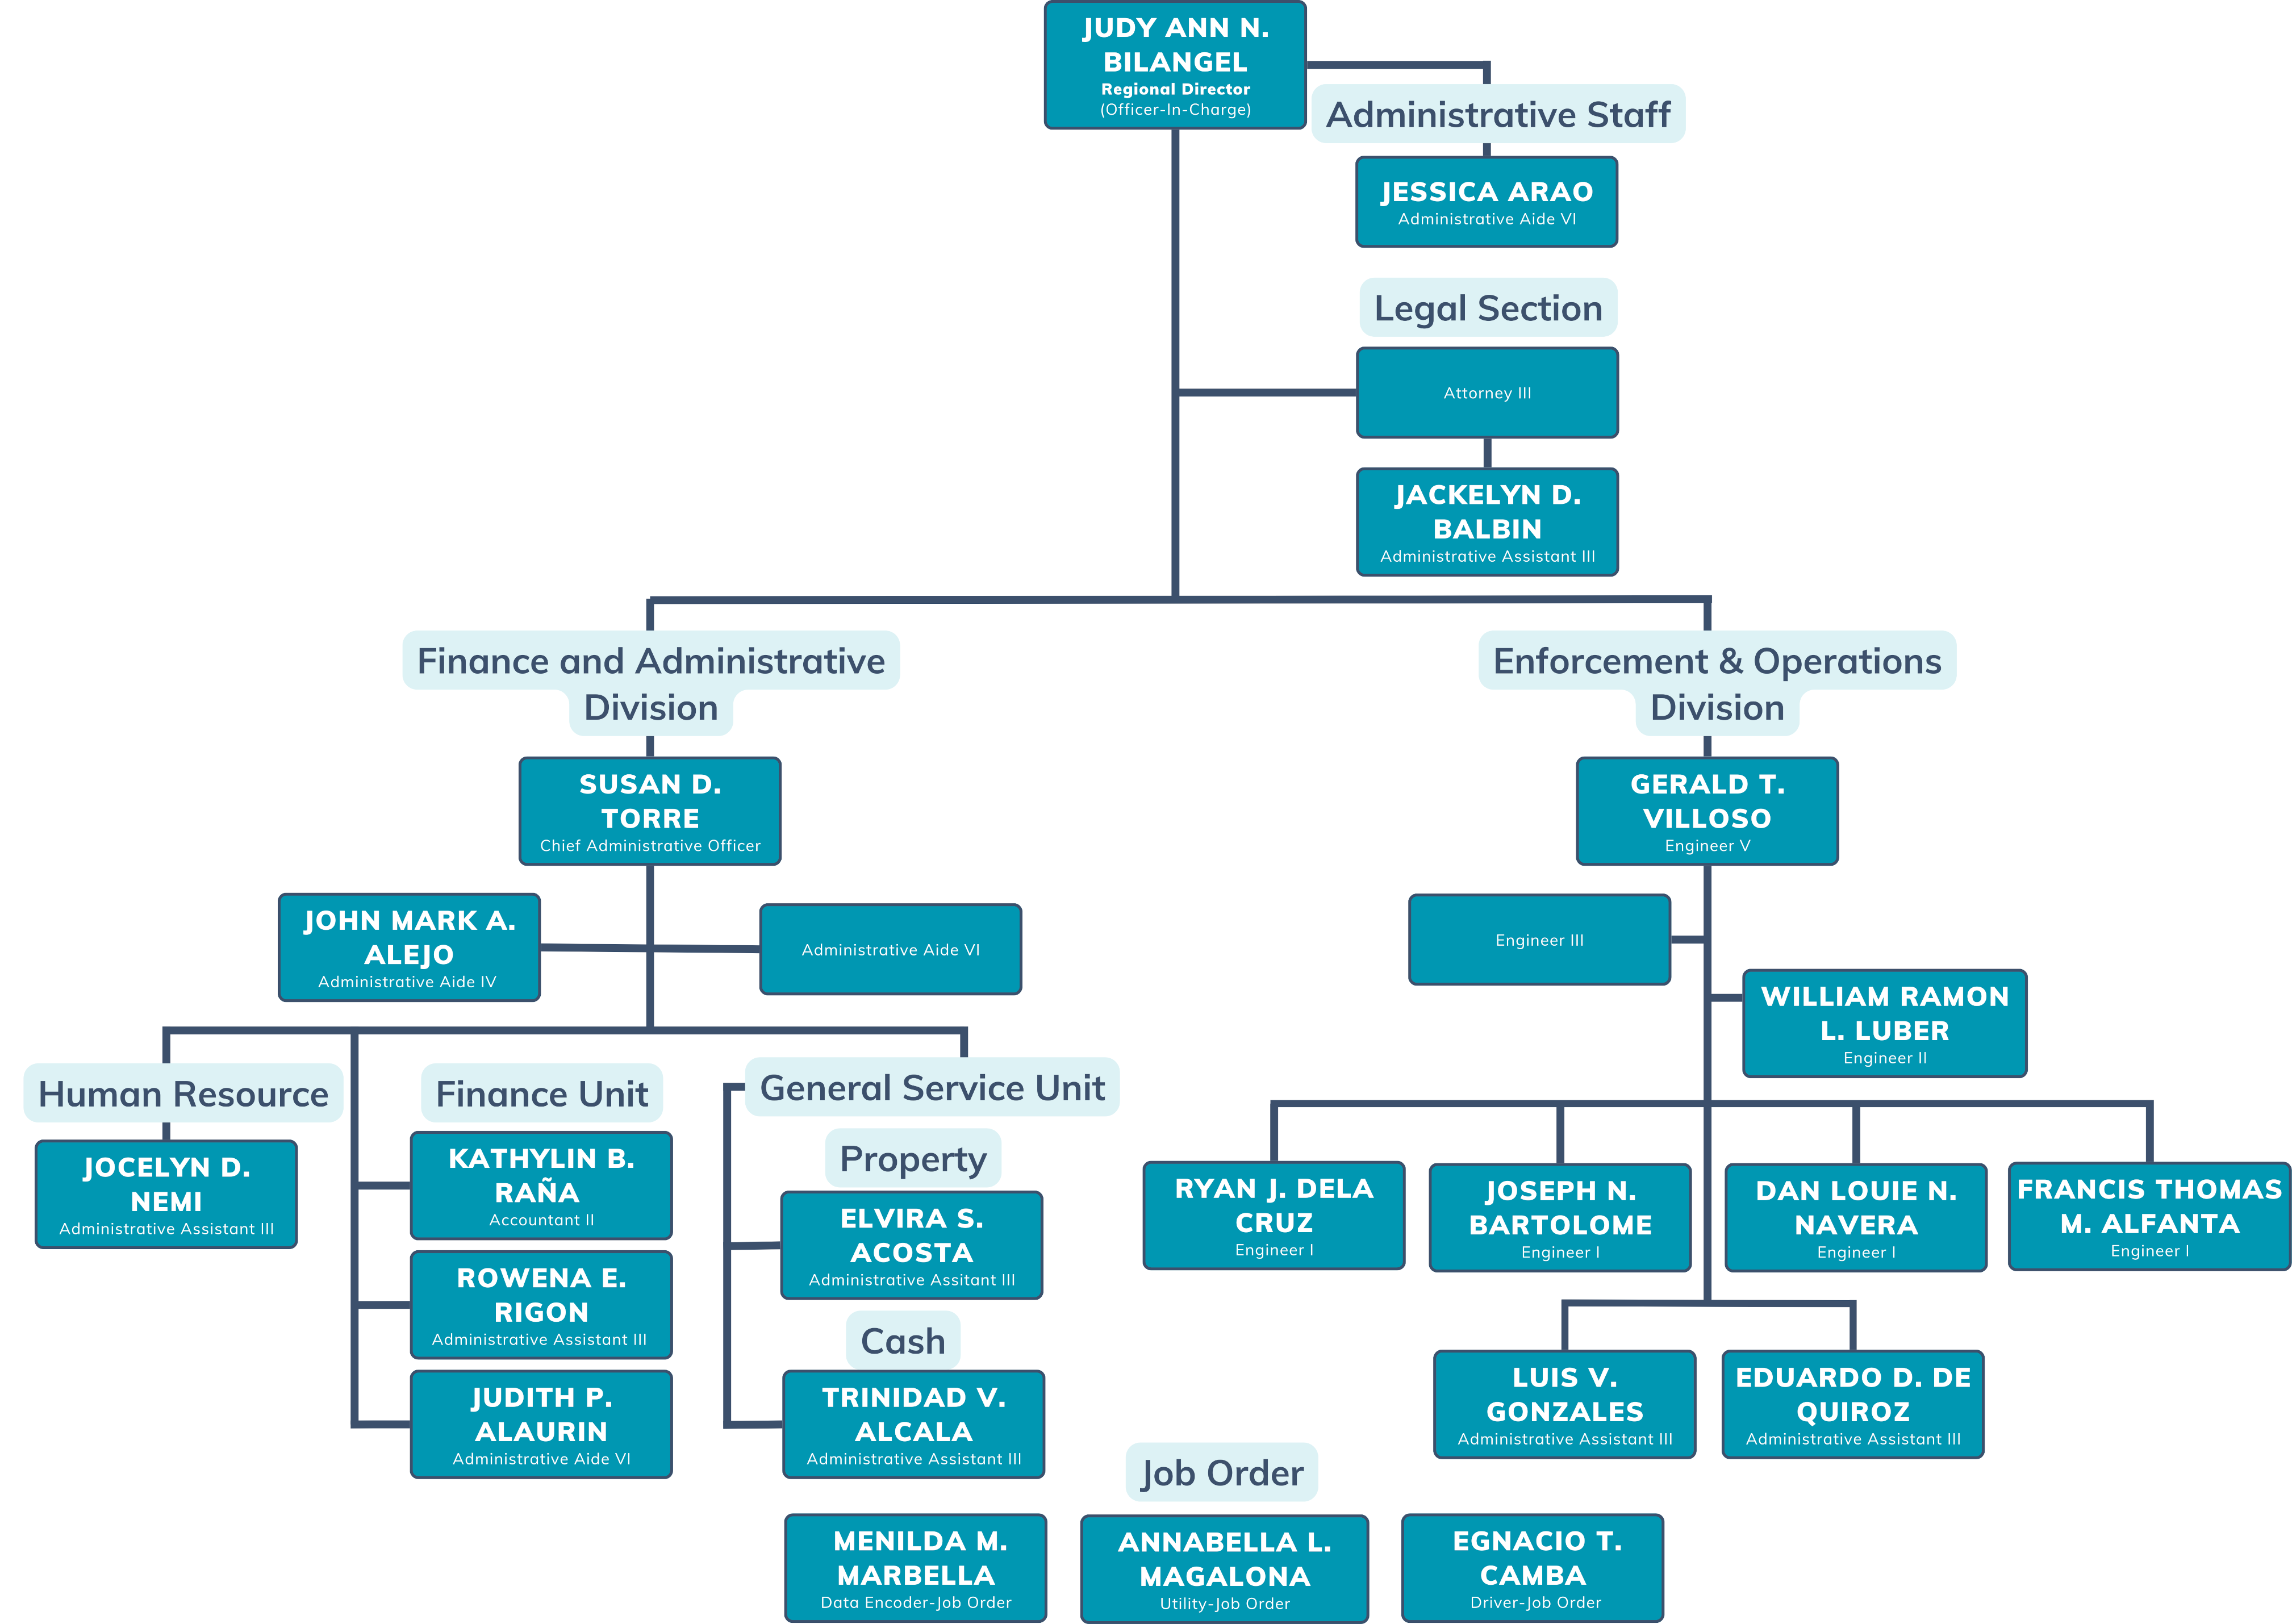 JUDY ANN N.
BILANGEL
Regional Director
(Officer-In-Charge)
Administrative Staff
JESSICA ARAO
Administrative Aide VI
Legal Section
Attorney III
JACKELYN D.
BALBIN
Administrative Assistant III
Finance and Administrative
Division
SUSAN D.
TORRE
Chief Administrative Officer
JOHN MARK A.
ALEJO
Administrative Aide IV
Administrative Aide VI
Human Resource
JOCELYN D.
NEMI
Administrative Assistant III
Finance Unit
KATHYLIN B.
RAÑA
Accountant II
ROWENA E.
RIGON
Administrative Assistant III
JUDITH P.
ALAURIN
Administrative Aide VI
General Service Unit
Property
ELVIRA S.
ACOSTA
Administrative Assitant III
Cash
TRINIDAD V.
ALCALA
Administrative Assistant III
Enforcement & Operations
Division
GERALD T.
VILLOSO
Engineer V
Engineer III
WILLIAM RAMON
L. LUBER
Engineer II
RYAN J. DELA
CRUZ
Engineer I
JOSEPH N.
BARTOLOME
Engineer I
DAN LOUIE N.
NAVERA
Engineer I
FRANCIS THOMAS
M. ALFANTA
Engineer I
LUIS V.
GONZALES
Administrative Assistant III
EDUARDO D. DE
QUIROZ
Administrative Assistant III
Job Order
MENILDA M.
MARBELLA
Data Encoder-Job Order
ANNABELLA L.
MAGALONA
Utility-Job Order
EGNACIO T.
CAMBA
Driver-Job Order